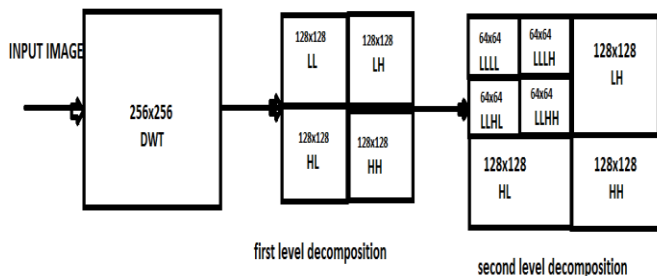 INPUT IMAGE
256x256
DWT
128x128
LL
128x128
LH
128x128
HL
128x128
HH
first level decomposition
64x64
LLLL
64x64
LLLH
128x128
LH
64x64
LLHL
64x64
LLHH
128x128
HL
128x128
HH
second level decomposition